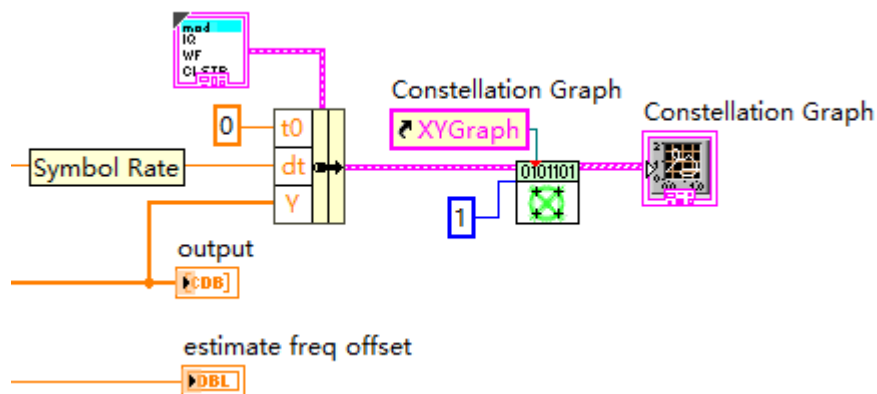 mod
IQ
WF
CLSTR
Constellation Graph
Constellation Graph
XYGraph
0
t0
Symbol Rate
dt
0101101
Y
1
output
[CDB]
estimate freq offset
DBL